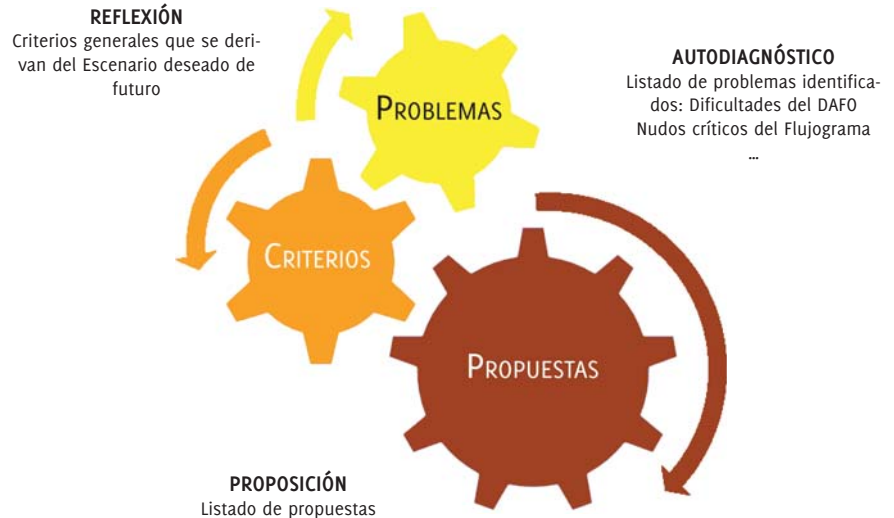 REFLEXIÓN
Criterios generales que se deri-
van del Escenario deseado de
futuro
PROBLEMAS
AUTODIAGNÓSTICO
Listado de problemas identifica-
dos: Dificultades del DAFO
Nudos críticos del Flujograma
...
CRITERIOS
PROPUESTAS
PROPOSICIÓN
Listado de propuestas